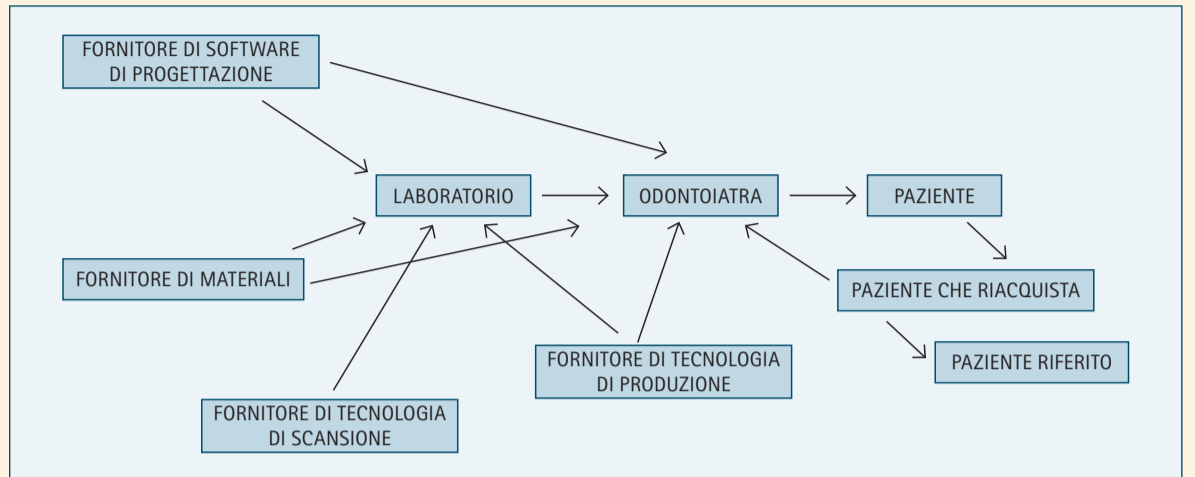 FORNITORE DI SOFTWARE
DI PROGETTAZIONE
LABORATORIO
ODONTOIATRA
PAZIENTE
FORNITORE DI MATERIALI
PAZIENTE CHE RIACQUISTA
FORNITORE DI TECNOLOGIA
DI PRODUZIONE
PAZIENTE RIFERITO
FORNITORE DI TECNOLOGIA
DI SCANSIONE